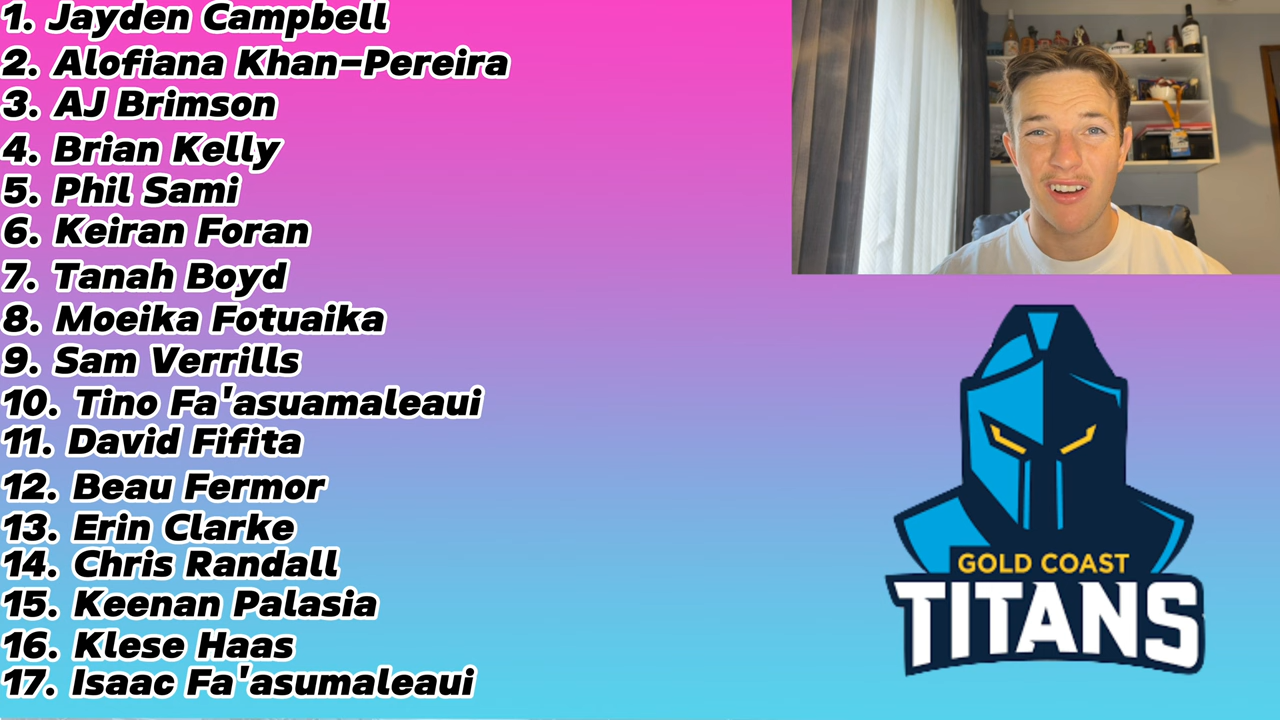 1. Jayden Campbell
2. Alofiana Khan-Pereira
3. AJ Brimson
4. Brian Kelly
5. Phil Sami
6. Keiran Foran
7. Tanah Boyd
8. Moeika Fotuaika
9. Sam Verrills
10. Tino Fa'asuamaleaui
11. David Fifita
12. Beau Fermor
13. Erin Clarke
14. Chris Randall
15. Keenan Palasia
16. Klese Haas
17. Isaac Fa'asumaleaui
GOLD COAST
TITANS